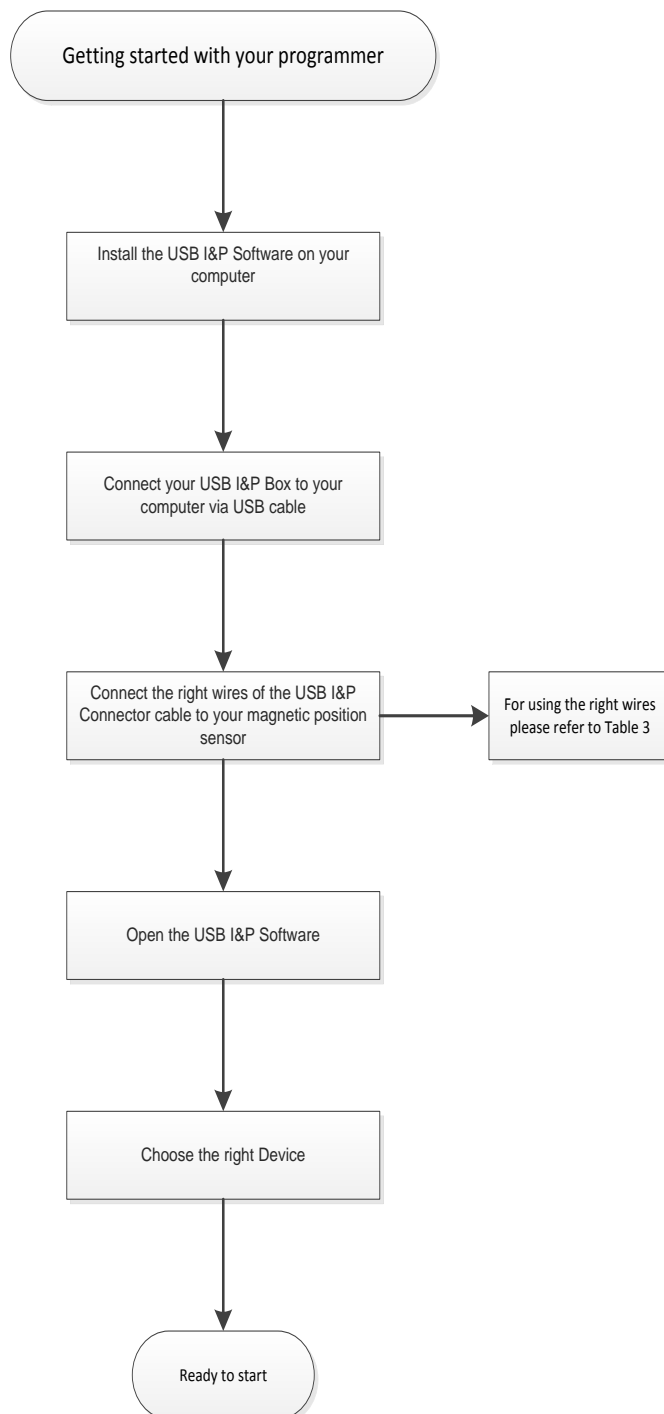 Getting started with your programmer
Install the USB I&P Software on your
computer
Connect your USB I&P Box to your
computer via USB cable
Connect the right wires of the USB I&P
Connector cable to your magnetic position
sensor
For using the right wires
please refer to Table 3
Open the USB I&P Software
Choose the right Device
Ready to start